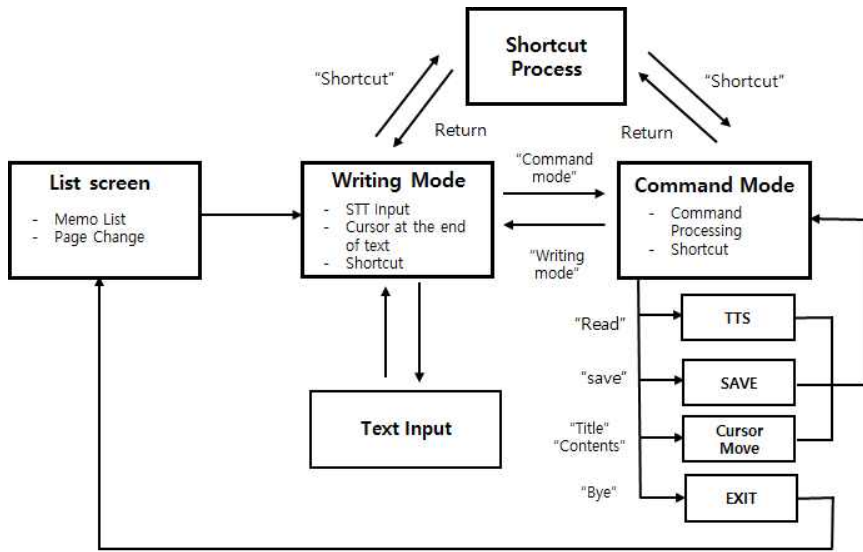 Shortcut
Process
"Shortcut"
"Shortcut"
Return
Return
List screen
- Memo List
- Page Change
Writing Mode
- STT Input
- Cursor at the end
of text
- Shortcut
"Command
mode"
"Writing
mode"
Command Mode
- Command
Processing
- Shortcut
Text Input
"Read"
TTS
"save"
SAVE
"Title"
"Contents"
Cursor
Move
"Bye"
EXIT